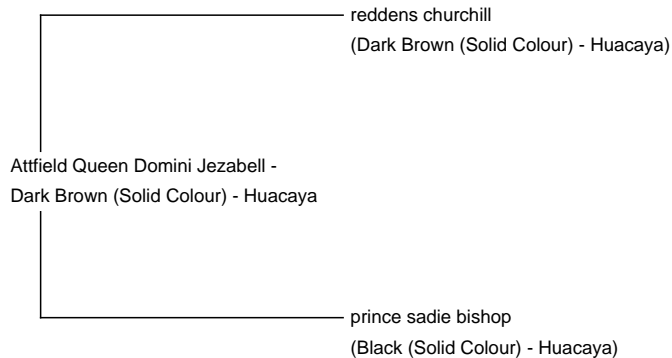 reddens churchill
(Dark Brown (Solid Colour) - Huacaya)
Attfield Queen Domini Jezabell -
Dark Brown (Solid Colour) - Huacaya
prince sadie bishop
(Black (Solid Colour) - Huacaya)